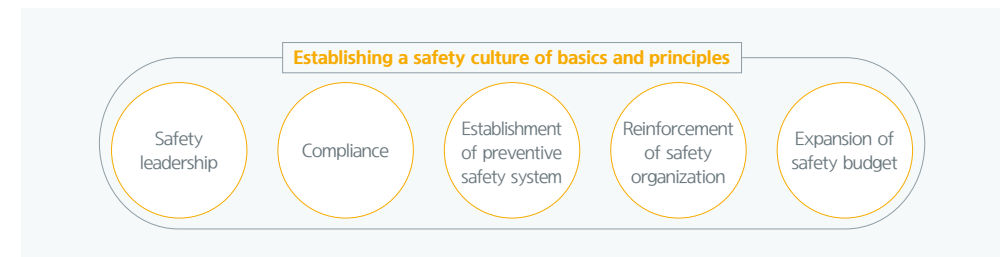 Establishing a safety culture of basics and principles
Safety
leadership
Compliance
Establishment
of preventive
safety system
Reinforcement
of safety
organization
Expansion of
safety budget